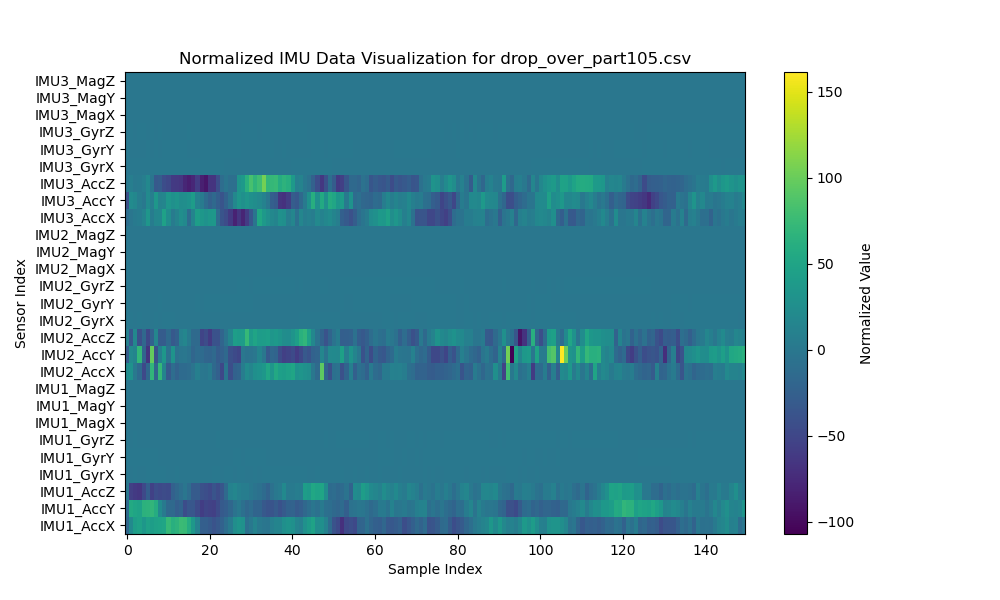 Normalized IMU Data Visualization for drop_over_part105.csv
IMU3_MagZ
IMU3_MagY
IMU3_MagX
IMU3_GyrZ
IMU3_GyrY
IMU3_GyrX
IMU3_AccZ
IMU3_AccY
IMU3_AccX
IMU2_MagZ
IMU2_MagY
IMU2_MagX
IMU2_GyrZ
IMU2_GyrY
IMU2_GyrX
IMU2_AccZ
IMU2_AccY
IMU2_AccX
IMU1_MagZ
IMU1_MagY
IMU1_MagX
IMU1_GyrZ
IMU1_GyrY
IMU1_GyrX
IMU1_AccZ
IMU1_AccY
IMU1_AccX
Sensor Index
0 20 40 60 80 100 120 140
Sample Index
150
100
50
0
−50
−100
Normalized Value